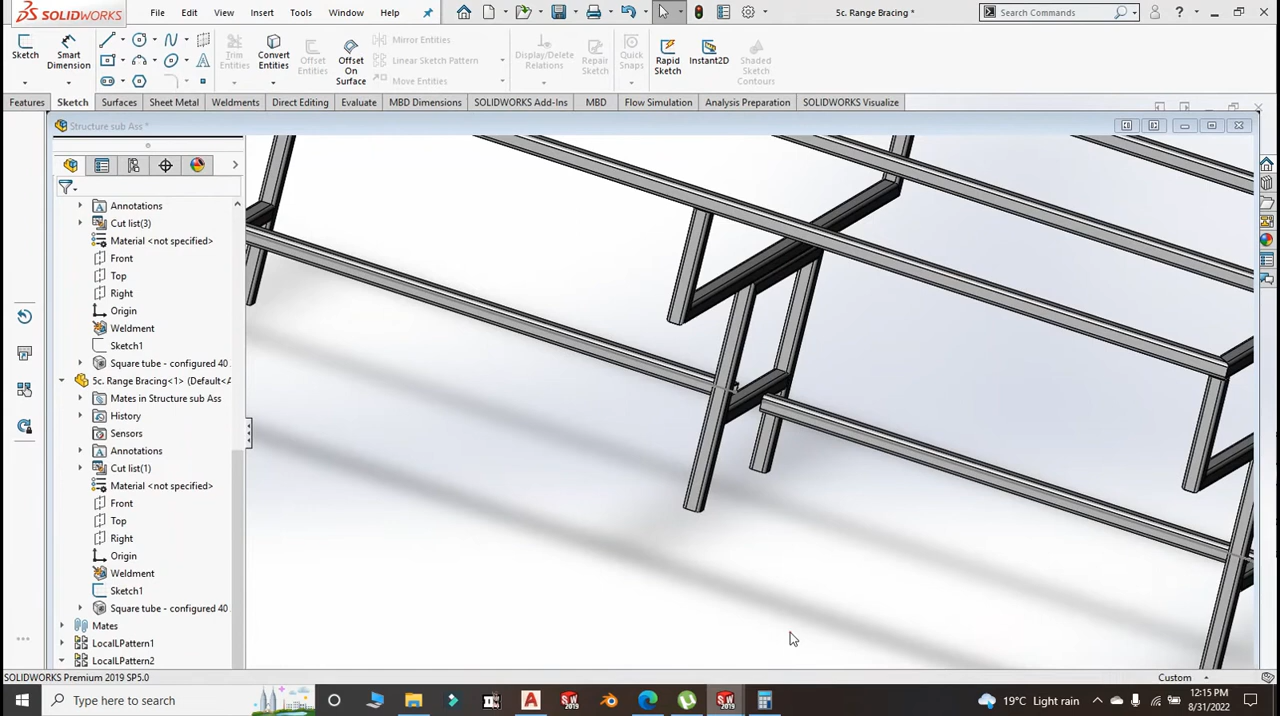 SOLIDWORKS File Edit View Insert Tools Window Help 5c. Range Bracing * Search Commands
Sketch Smart Dimension Trim Entities Convert Entities Offset Entities Offset On Surface Mirror Entities Linear Sketch Pattern Move Entities Display/Delete Relations Repair Sketch Quick Snaps Rapid Sketch Instant2D Shaded Sketch Contours
Features Sketch Surfaces Sheet Metal Weldments Direct Editing Evaluate MBD Dimensions SOLIDWORKS Add-Ins MBD Flow Simulation Analysis Preparation SOLIDWORKS Visualize
Structure sub Ass *
Annotations
Cut list(3)
Material <not specified>
Front
Top
Right
Origin
Weldment
Sketch1
Square tube - configured 40
5c. Range Bracing<1> (Default<A
Mates in Structure sub Ass
History
Sensors
Annotations
Cut list(1)
Material <not specified>
Front
Top
Right
Origin
Weldment
Sketch1
Square tube - configured 40
Mates
LocalLPattern1
LocalLPattern2
SOLIDWORKS Premium 2019 SP5.0 Custom
Type here to search 19°C Light rain 12:15 PM
8/31/2022